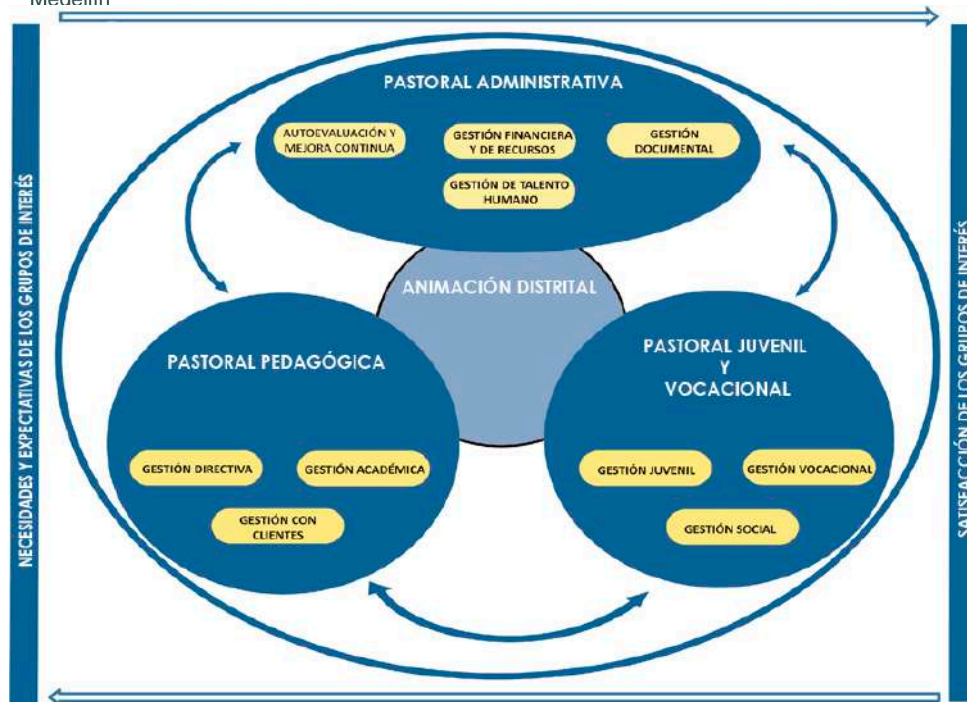 Medellín
NECESIDADES Y EXPECTATIVAS DE LOS GRUPOS DE INTERÉS
PASTORAL ADMINISTRATIVA
AUTOEVALUACIÓN Y
MEJORA CONTINUA
GESTIÓN FINANCIERA
Y DE RECURSOS
GESTIÓN
DOCUMENTAL
GESTIÓN DE TALENTO
HUMANO
ANIMACIÓN DISTRITAL
PASTORAL PEDAGÓGICA
GESTIÓN DIRECTIVA
GESTIÓN ACADÉMICA
GESTIÓN CON
CLIENTES
PASTORAL JUVENIL
Y
VOCACIONAL
GESTIÓN JUVENIL
GESTIÓN VOCACIONAL
GESTIÓN SOCIAL
SATISFACCIÓN DE LOS GRUPOS DE INTERÉS